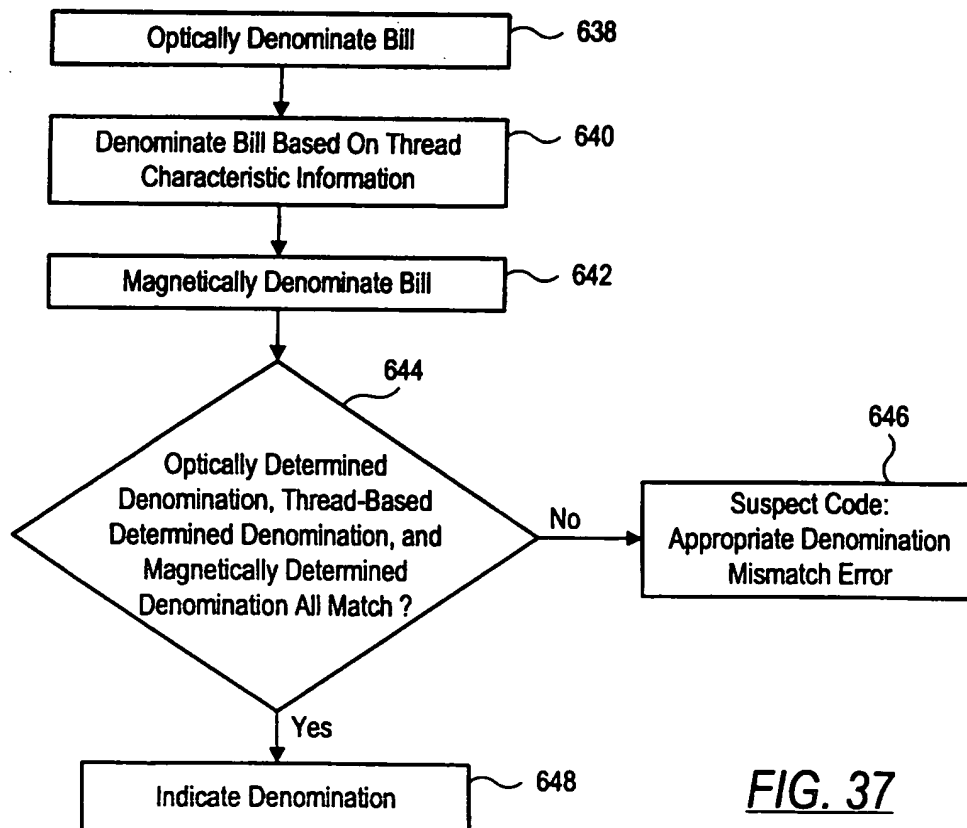 Optically Denominate Bill
638
Denominate Bill Based On Thread
Characteristic Information
640
Magnetically Denominate Bill
642
644
Optically Determined
Denomination, Thread-Based
Determined Denomination, and
Magnetically Determined
Denomination All Match ?
No
646
Suspect Code:
Appropriate Denomination
Mismatch Error
Yes
Indicate Denomination
648
FIG. 37